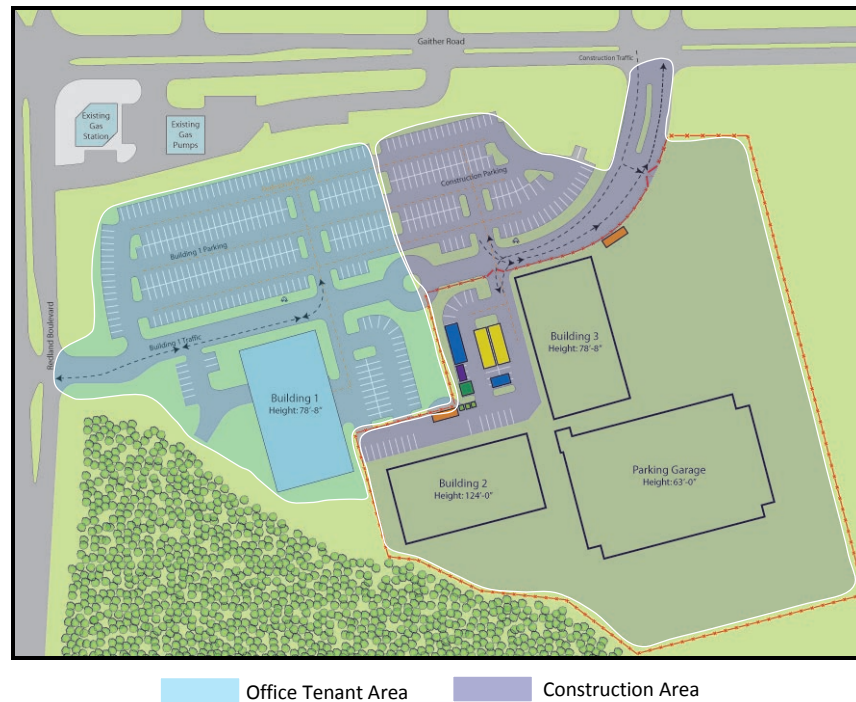 Gaither Road
Construction Traffic
Existing
Gas
Station
Existing
Gas
Pumps
Construction Parking
Building 1 Parking
Redland Boulevard
Building 1 Traffic
Building 3
Height: 78'-8"
Building 1
Height: 78'-8"
Building 2
Height: 124'-0"
Parking Garage
Height: 63'-0"
Office Tenant Area
Construction Area